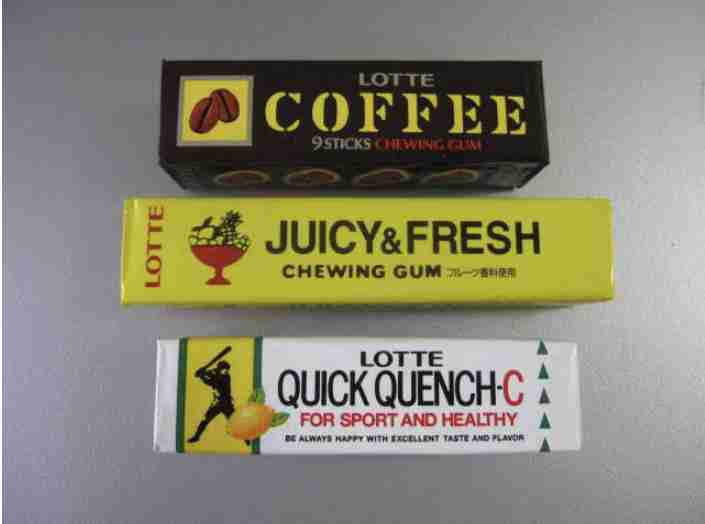 LOTTE
COFFEE
9 STICKS CHEWING GUM
LOTTE
JUICY&FRESH
CHEWING GUM フルーツ香料使用
LOTTE
QUICK QUENCH-C
FOR SPORT AND HEALTHY
BE ALWAYS HAPPY WITH EXCELLENT TASTE AND FLAVOR